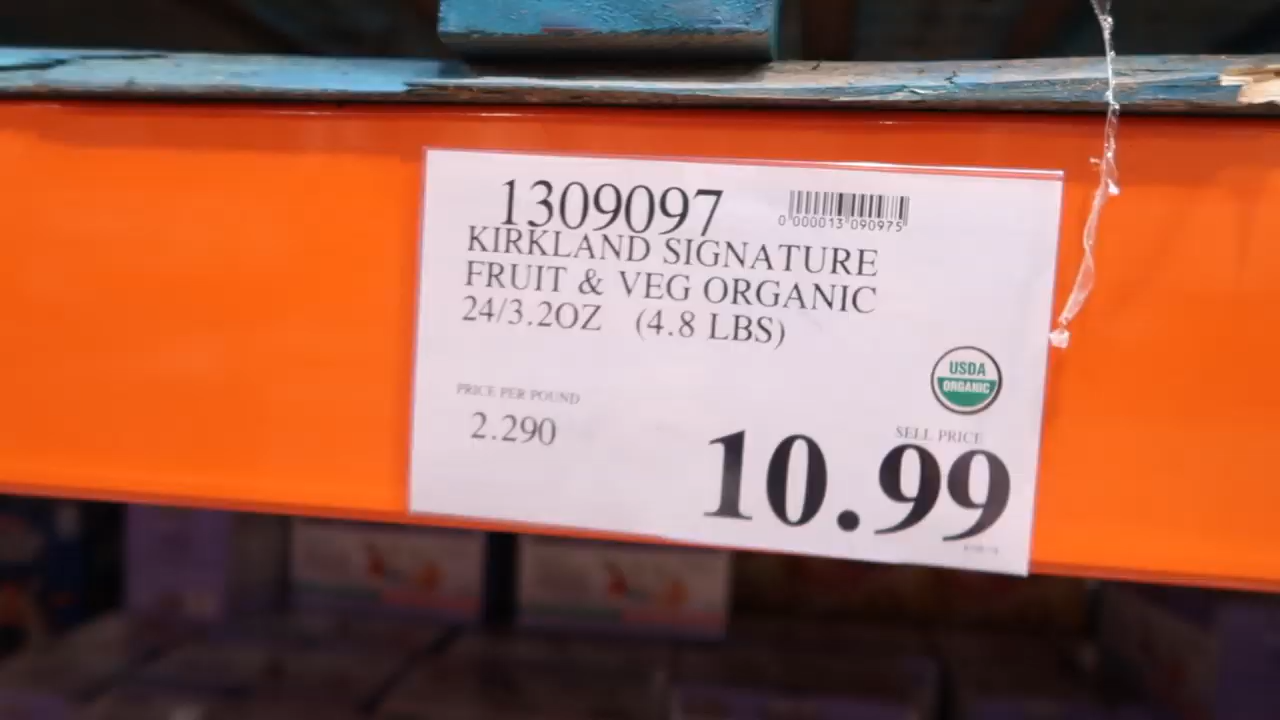 1309097
0 000013 090975
KIRKLAND SIGNATURE
FRUIT & VEG ORGANIC
24/3.2OZ (4.8 LBS)
USDA
ORGANIC
PRICE PER POUND
2.290
SELL PRICE
10.99